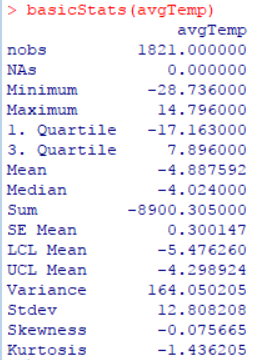 > basicStats(avgTemp)
avgTemp
nobs 1821.000000
NAs 0.000000
Minimum -28.736000
Maximum 14.796000
1. Quartile -17.163000
3. Quartile 7.896000
Mean -4.887592
Median -4.024000
Sum -8900.305000
SE Mean 0.300147
LCL Mean -5.476260
UCL Mean -4.298924
Variance 164.050205
Stdev 12.808208
Skewness -0.075665
Kurtosis -1.436205